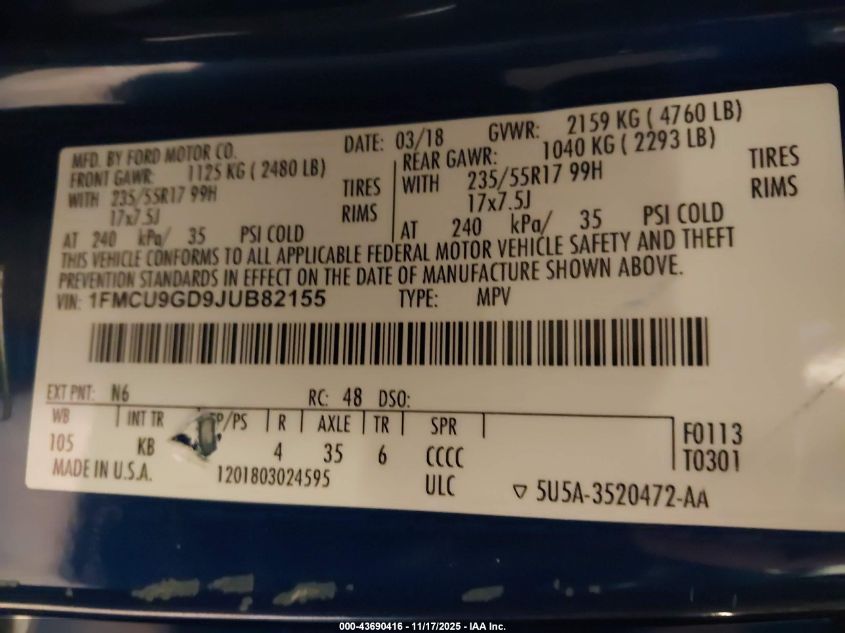 MFD. BY FORD MOTOR CO. DATE: 03/18 GVWR: 2159 KG ( 4760 LB)
FRONT GAWR: 1125 KG ( 2480 LB) REAR GAWR: 1040 KG ( 2293 LB)
WITH 235/55R17 99H TIRES WITH 235/55R17 99H TIRES
17x7.5J RIMS 17x7.5J RIMS
AT 240 kPa/ 35 PSI COLD AT 240 kPa/ 35 PSI COLD
THIS VEHICLE CONFORMS TO ALL APPLICABLE FEDERAL MOTOR VEHICLE SAFETY AND THEFT
PREVENTION STANDARDS IN EFFECT ON THE DATE OF MANUFACTURE SHOWN ABOVE.
VIN: 1FMCU9GD9JUB82155 TYPE: MPV
EXT PNT: N6 RC: 48 DSO:
WB INT TR TP/PS R AXLE TR SPR F0113
105 KB 4 35 6 CCCC T0301
MADE IN U.S.A. 1201803024595 ULC ▽ 5U5A-3520472-AA
000-43690416 - 11/17/2025 - IAA Inc.